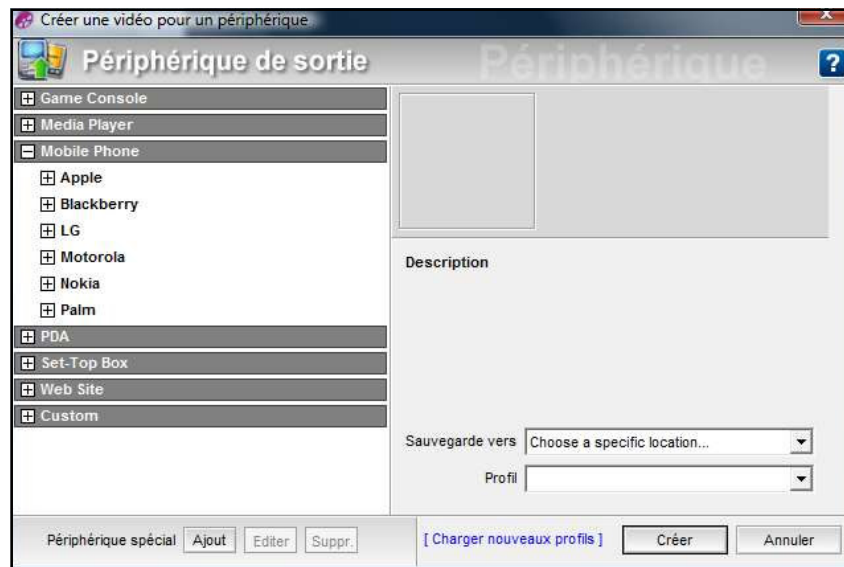 Créer une vidéo pour un périphérique
Périphérique de sortie
Périphérique
?
Game Console
Media Player
Mobile Phone
Apple
Blackberry
LG
Motorola
Nokia
Palm
PDA
Set-Top Box
Web Site
Custom
Description
Sauvegarde vers Choose a specific location...
Profil
Périphérique spécial Ajout Editer Suppr.
[ Charger nouveaux profils ] Créer Annuler